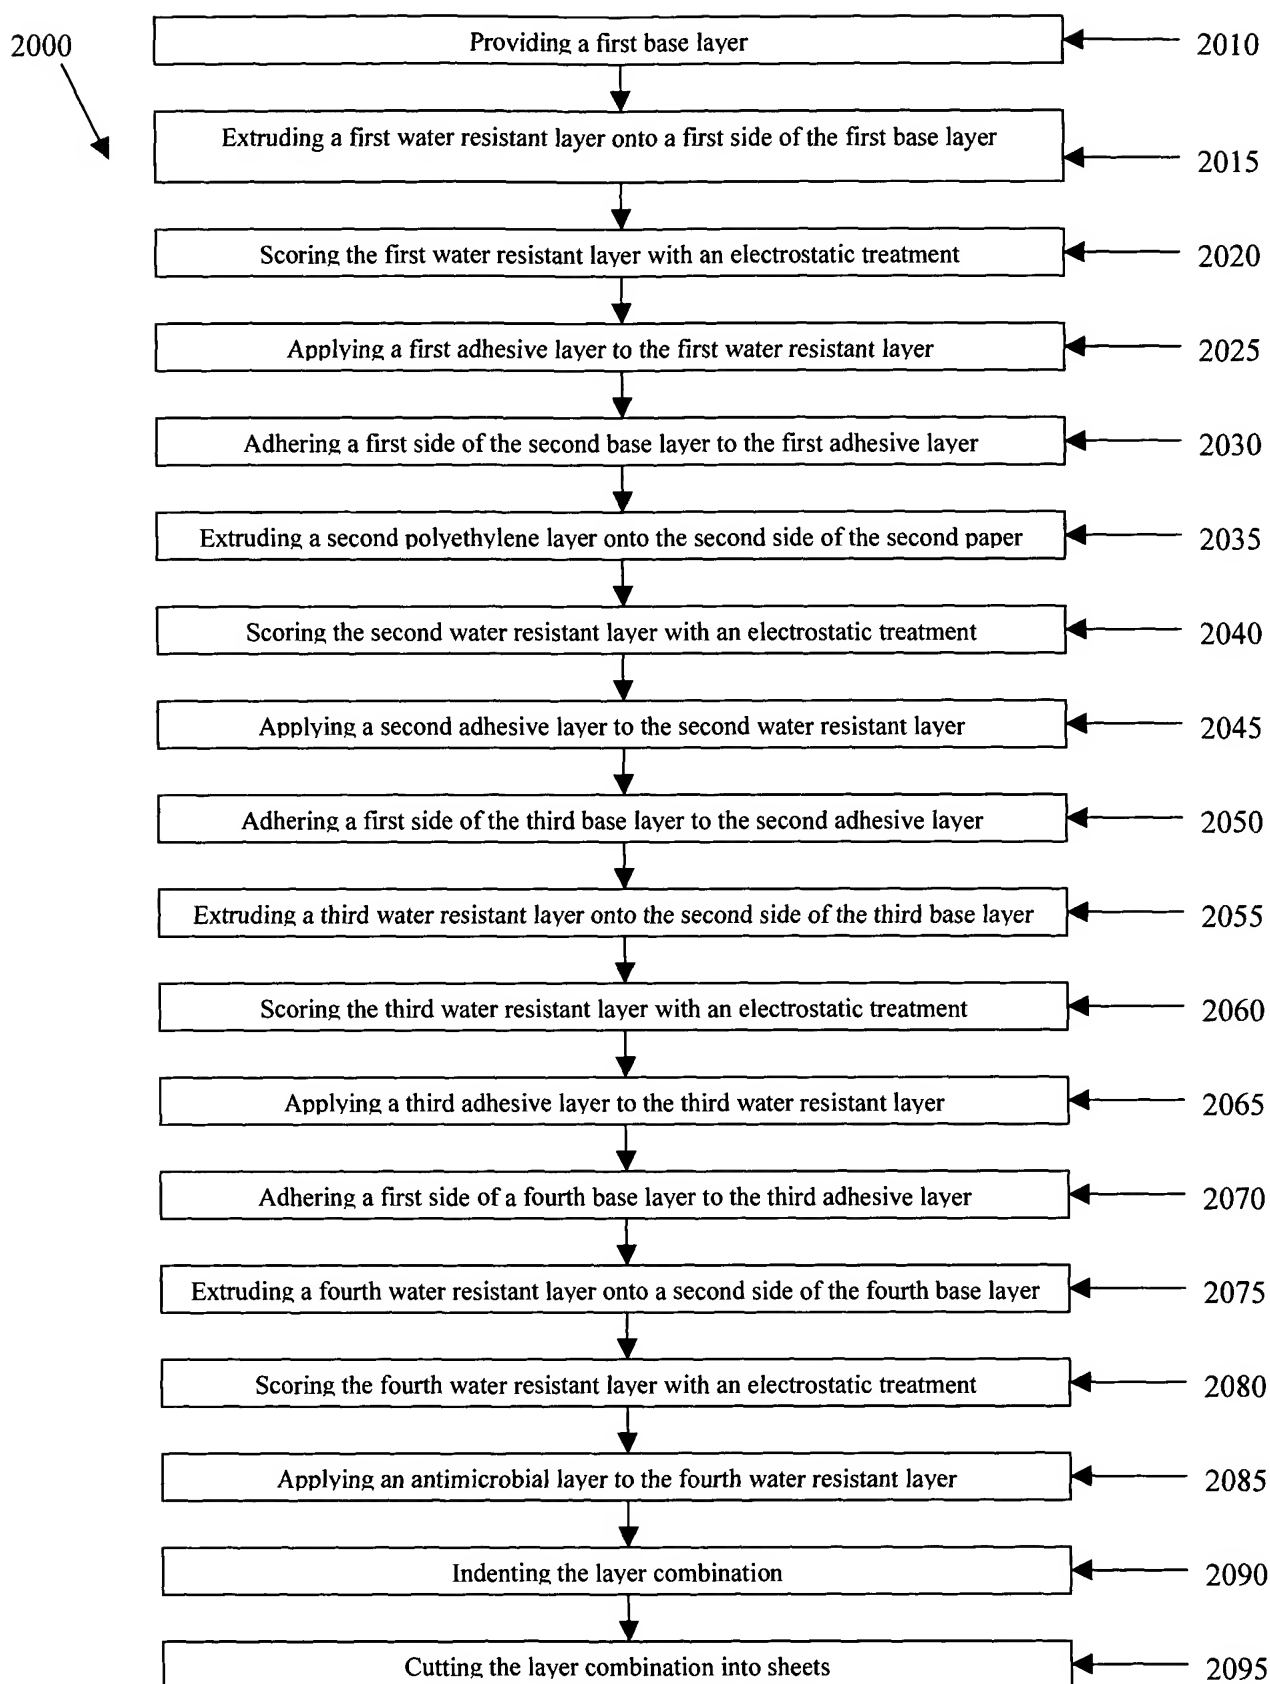 2000
Providing a first base layer
2010
Extruding a first water resistant layer onto a first side of the first base layer
2015
Scoring the first water resistant layer with an electrostatic treatment
2020
Applying a first adhesive layer to the first water resistant layer
2025
Adhering a first side of the second base layer to the first adhesive layer
2030
Extruding a second polyethylene layer onto the second side of the second paper
2035
Scoring the second water resistant layer with an electrostatic treatment
2040
Applying a second adhesive layer to the second water resistant layer
2045
Adhering a first side of the third base layer to the second adhesive layer
2050
Extruding a third water resistant layer onto the second side of the third base layer
2055
Scoring the third water resistant layer with an electrostatic treatment
2060
Applying a third adhesive layer to the third water resistant layer
2065
Adhering a first side of a fourth base layer to the third adhesive layer
2070
Extruding a fourth water resistant layer onto a second side of the fourth base layer
2075
Scoring the fourth water resistant layer with an electrostatic treatment
2080
Applying an antimicrobial layer to the fourth water resistant layer
2085
Indenting the layer combination
2090
Cutting the layer combination into sheets
2095